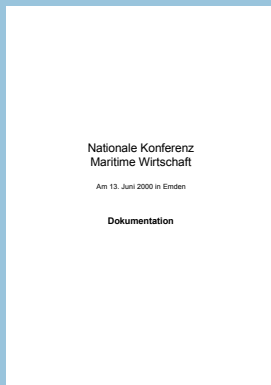 Nationale Konferenz
Maritime Wirtschaft
Am 13. Juni 2000 in Emden
Dokumentation